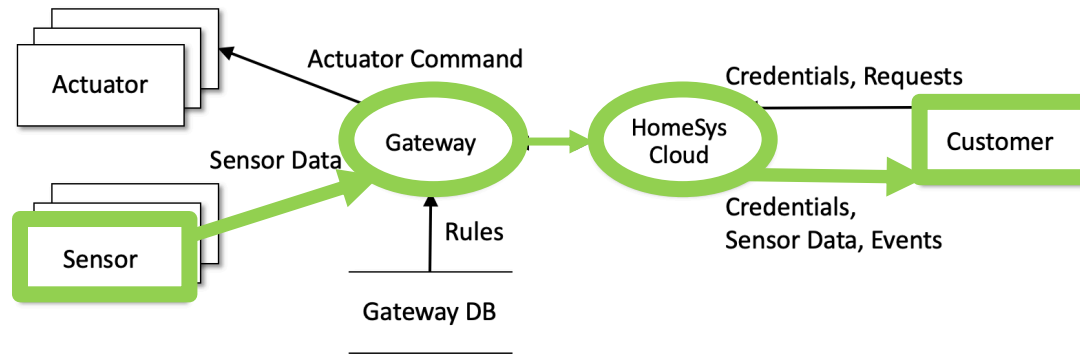 Actuator Command
Actuator
Credentials, Requests
HomeSys
Cloud
Gateway
Customer
Sensor Data
Credentials,
Sensor Data, Events
Rules
Sensor
Gateway DB